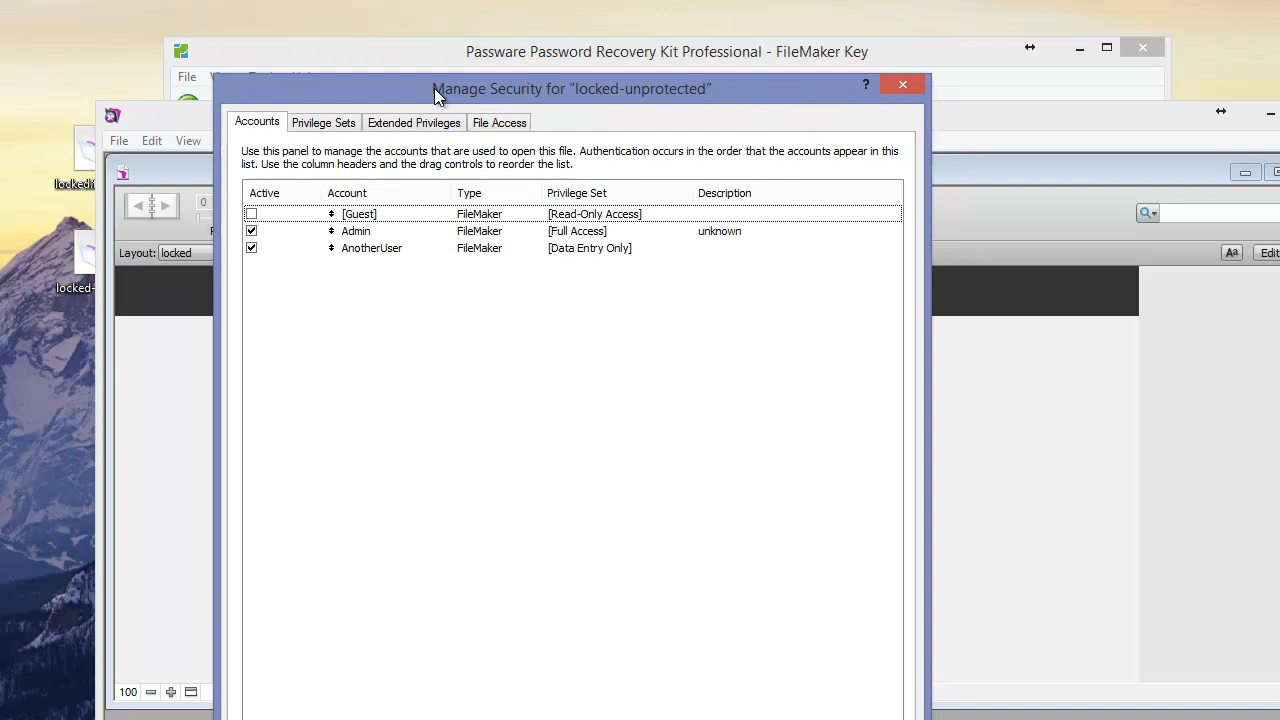 Passware Password Recovery Kit Professional - FileMaker Key
File
Manage Security for “locked-unprotected”
?
Accounts Privilege Sets Extended Privileges File Access
File Edit View
Use this panel to manage the accounts that are used to open this file. Authentication occurs in the order that the accounts appear in this
list. Use the column headers and the drag controls to reorder the list.
Active Account Type Privilege Set Description
[Guest] FileMaker [Read-Only Access]
Admin FileMaker [Full Access] unknown
AnotherUser FileMaker [Data Entry Only]
locked
0
Layout: locked
Aa Edit
locked-
100